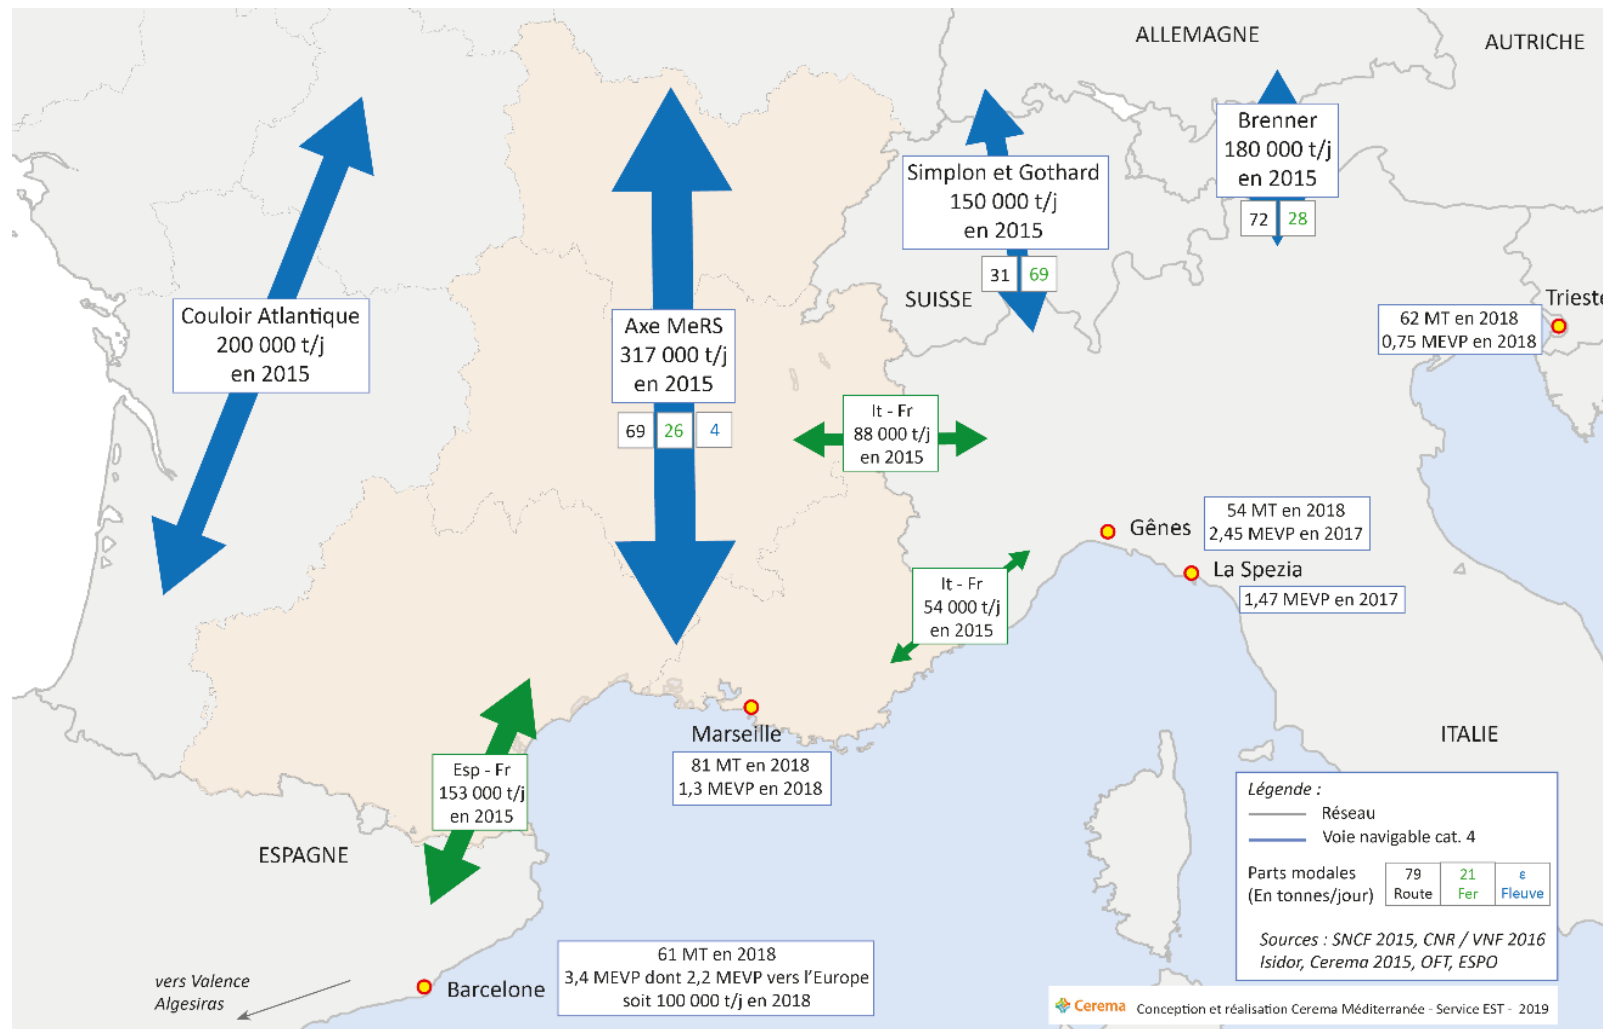 ALLEMAGNE
AUTRICHE
Brenner
180 000 t/j
en 2015
72 28
Simplon et Gothard
150 000 t/j
en 2015
31 69
SUISSE
Couloir Atlantique
200 000 t/j
en 2015
Axe MeRS
317 000 t/j
en 2015
69 26 4
Trieste
62 MT en 2018
0,75 MEVP en 2018
It - Fr
88 000 t/j
en 2015
Gênes
54 MT en 2018
2,45 MEVP en 2017
La Spezia
1,47 MEVP en 2017
It - Fr
54 000 t/j
en 2015
Marseille
81 MT en 2018
1,3 MEVP en 2018
ITALIE
Esp - Fr
153 000 t/j
en 2015
ESPAGNE
vers Valence
Algesiras
Barcelone
61 MT en 2018
3,4 MEVP dont 2,2 MEVP vers l'Europe
soit 100 000 t/j en 2018
Légende :
Réseau
Voie navigable cat. 4
Parts modales
(En tonnes/jour)
79 21 ε
Route Fer Fleuve
Sources : SNCF 2015, CNR / VNF 2016
Isidor, Cerema 2015, OFT, ESPO
Cerema Conception et réalisation Cerema Méditerranée - Service EST - 2019